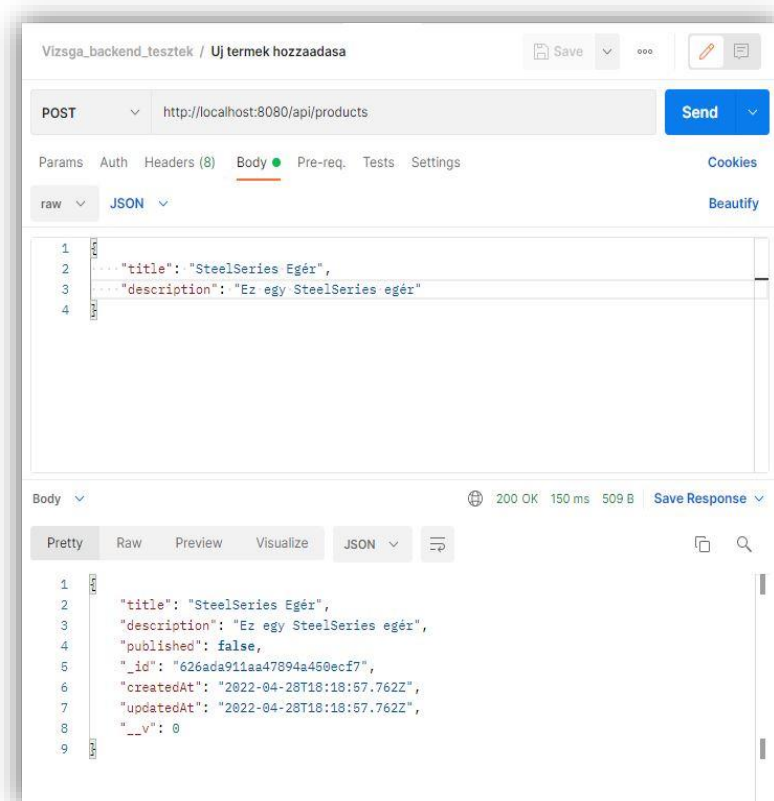 Vizsga_backend_tesztek / Uj termek hozzaadasa Save
POST http://localhost:8080/api/products Send
Params Auth Headers (8) Body Pre-req. Tests Settings Cookies
raw JSON Beautify
1 {
2 "title": "SteelSeries Egér",
3 "description": "Ez egy SteelSeries egér"
4 }
Body 200 OK 150 ms 509 B Save Response
Pretty Raw Preview Visualize JSON
1 {
2 "title": "SteelSeries Egér",
3 "description": "Ez egy SteelSeries egér",
4 "published": false,
5 "_id": "626ada911aa47894a450ecf7",
6 "createdAt": "2022-04-28T18:18:57.762Z",
7 "updatedAt": "2022-04-28T18:18:57.762Z",
8 "__v": 0
9 }